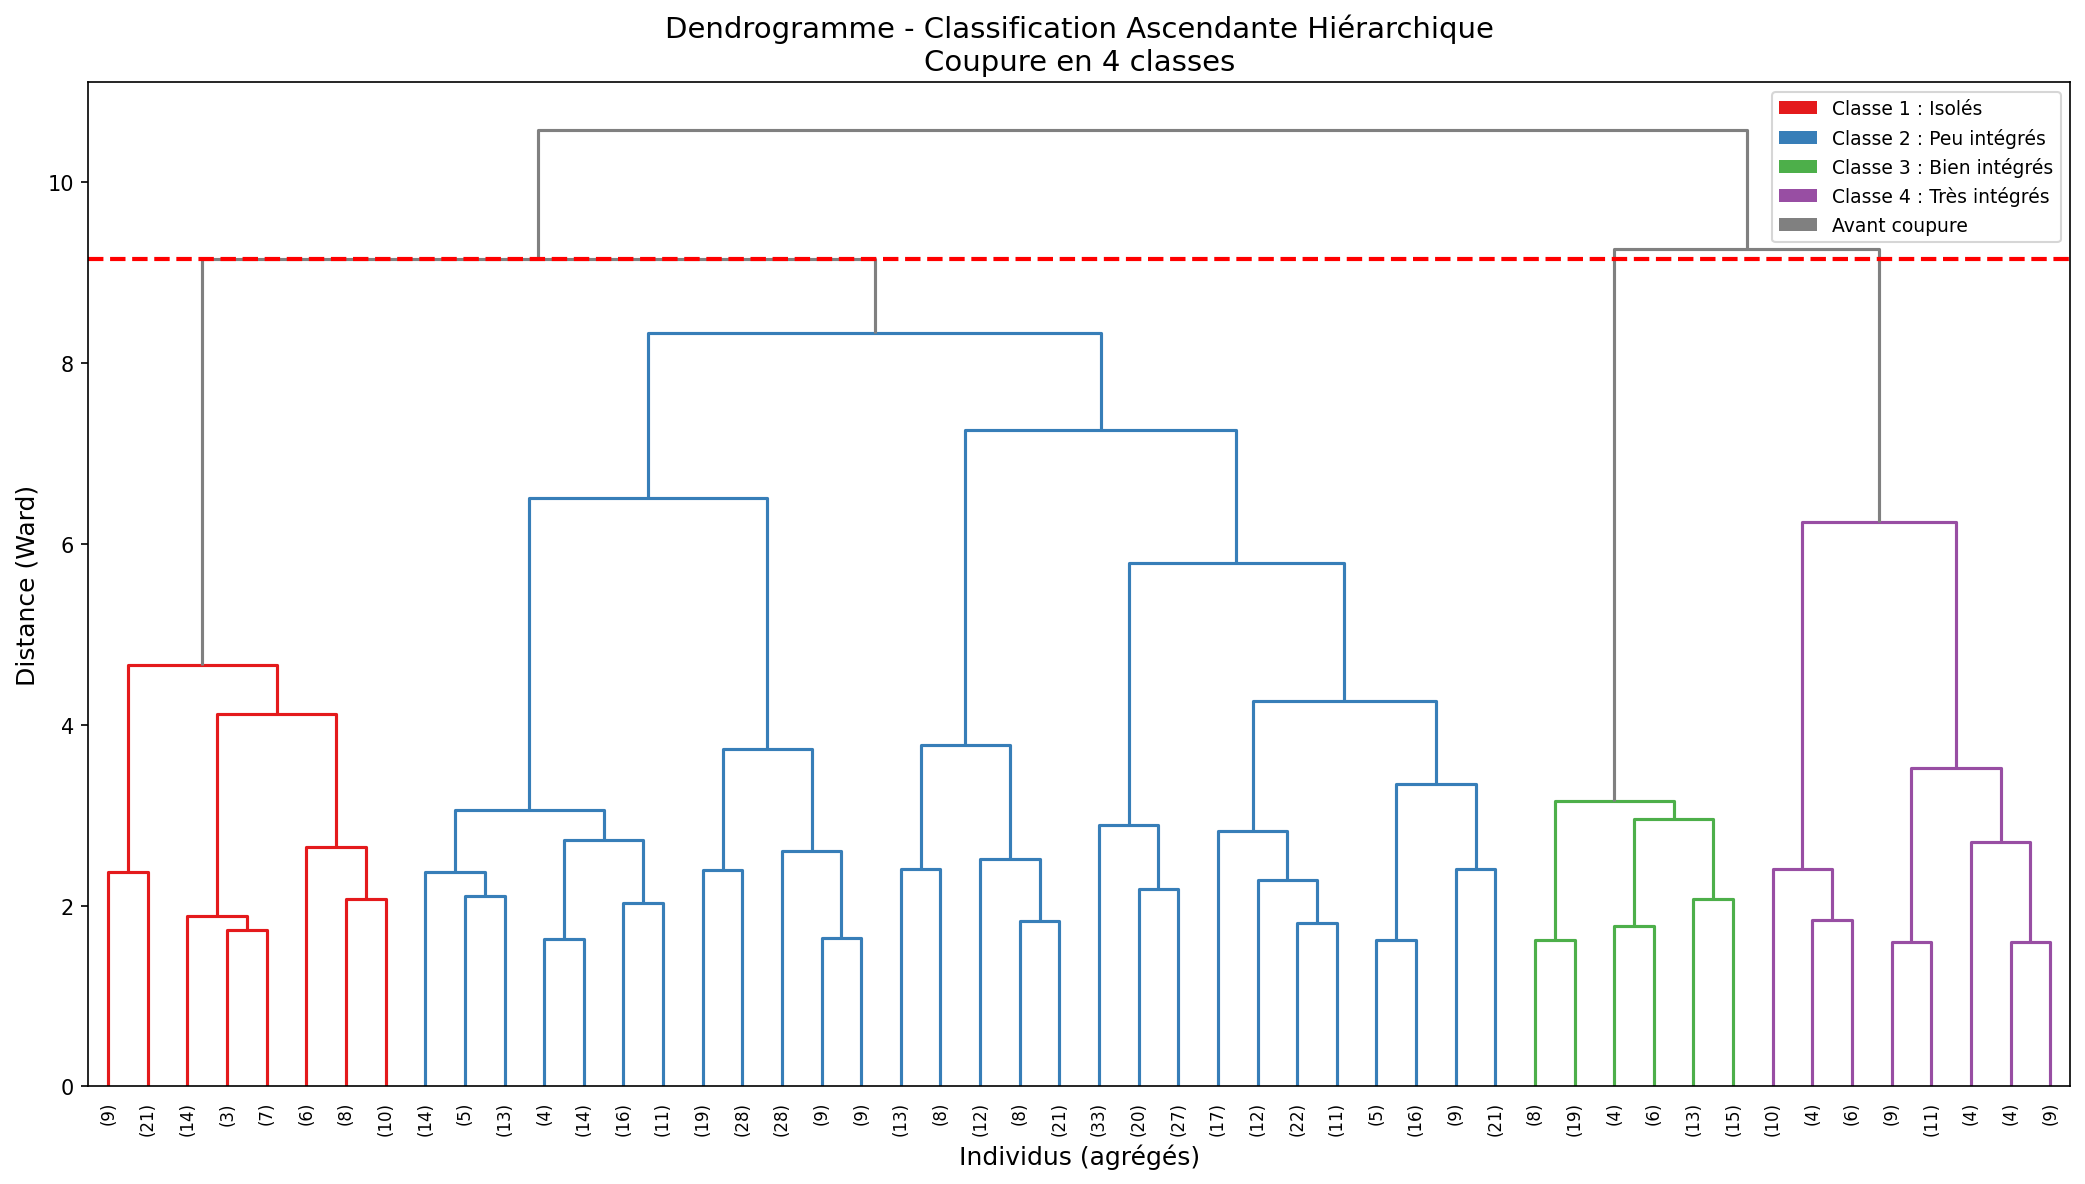 Dendrogramme - Classification Ascendante Hiérarchique
Coupure en 4 classes
Classe 1 : Isolés
Classe 2 : Peu intégrés
Classe 3 : Bien intégrés
Classe 4 : Très intégrés
Avant coupure
Distance (Ward)
10
8
6
4
2
0
(9) (21) (14) (3) (7) (6) (8) (10) (14) (5) (13) (4) (14) (16) (11) (19) (28) (28) (9) (9) (13) (8) (12) (8) (21) (33) (20) (27) (17) (12) (22) (11) (5) (16) (9) (21) (8) (19) (4) (6) (13) (15) (10) (4) (6) (9) (11) (4) (4) (9)
Individus (agrégés)